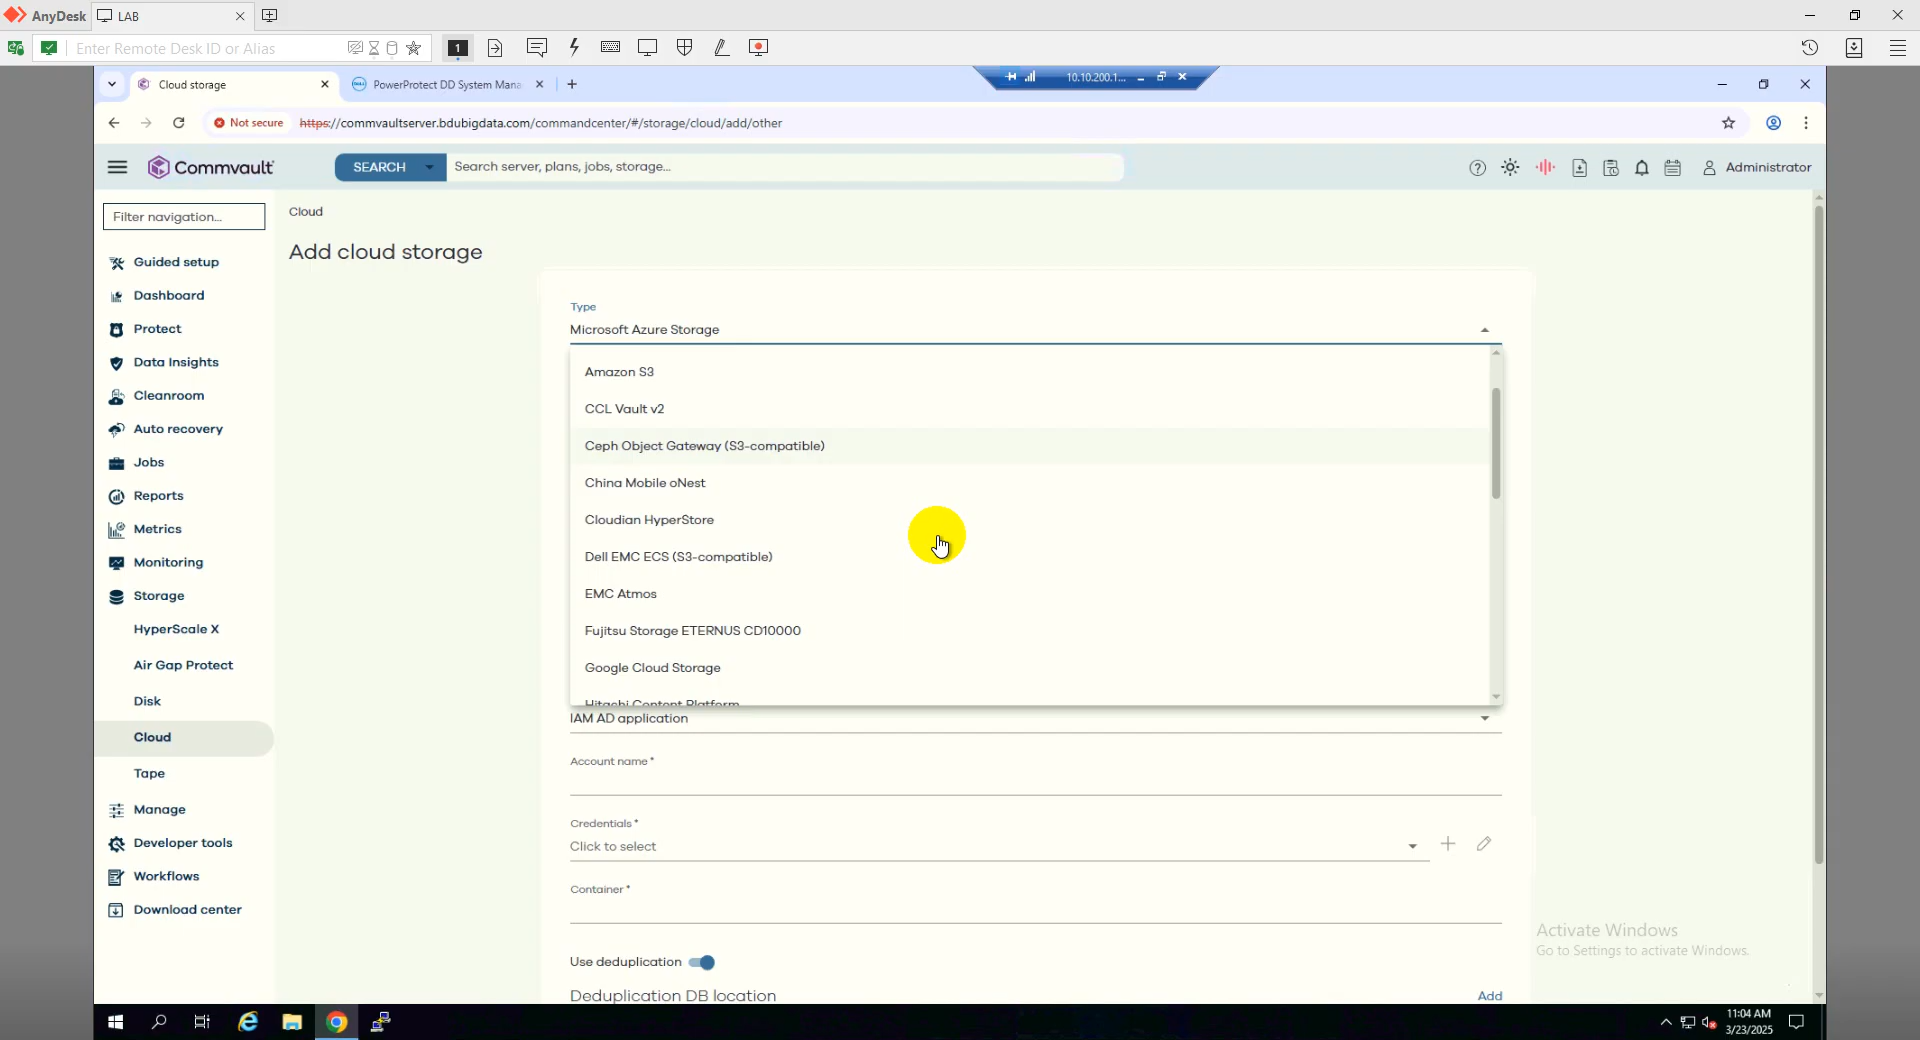 AnyDesk
LAB
Enter Remote Desk ID or Alias
1
Cloud storage
PowerProtect DD System Mana
10.10.200.1...
Not secure
https://commvaultserver.bdubigdata.com/commandcenter/#/storage/cloud/add/other
Commvault
SEARCH
Search server, plans, jobs, storage...
Administrator
Filter navigation...
Cloud
Add cloud storage
Guided setup
Dashboard
Protect
Data Insights
Cleanroom
Auto recovery
Jobs
Reports
Metrics
Monitoring
Storage
HyperScale X
Air Gap Protect
Disk
Cloud
Tape
Manage
Developer tools
Workflows
Download center
Type
Microsoft Azure Storage
Amazon S3
CCL Vault v2
Ceph Object Gateway (S3-compatible)
China Mobile oNest
Cloudian HyperStore
Dell EMC ECS (S3-compatible)
EMC Atmos
Fujitsu Storage ETERNUS CD10000
Google Cloud Storage
Hitachi Content Platform
IAM AD application
Account name *
Credentials *
Click to select
Container *
Use deduplication
Deduplication DB location
Add
Activate Windows
Go to Settings to activate Windows.
11:04 AM
3/23/2025